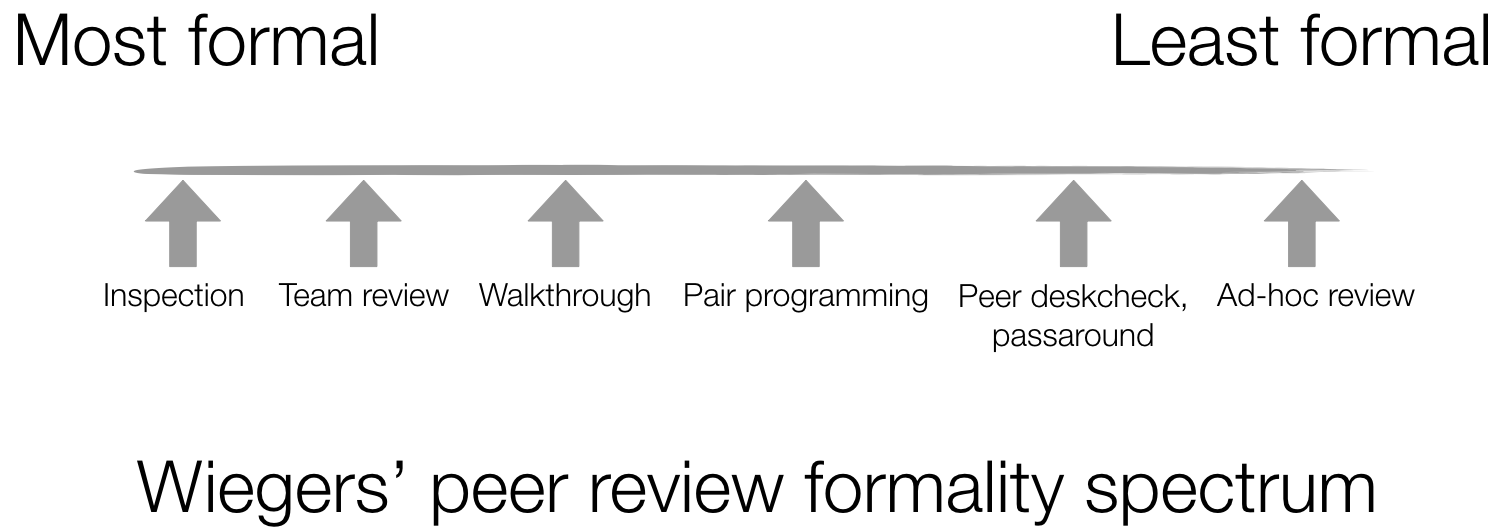 Most formal
Least formal
Inspection
Team review
Walkthrough
Pair programming
Peer deskcheck,
passaround
Ad-hoc review
Wiegers’ peer review formality spectrum